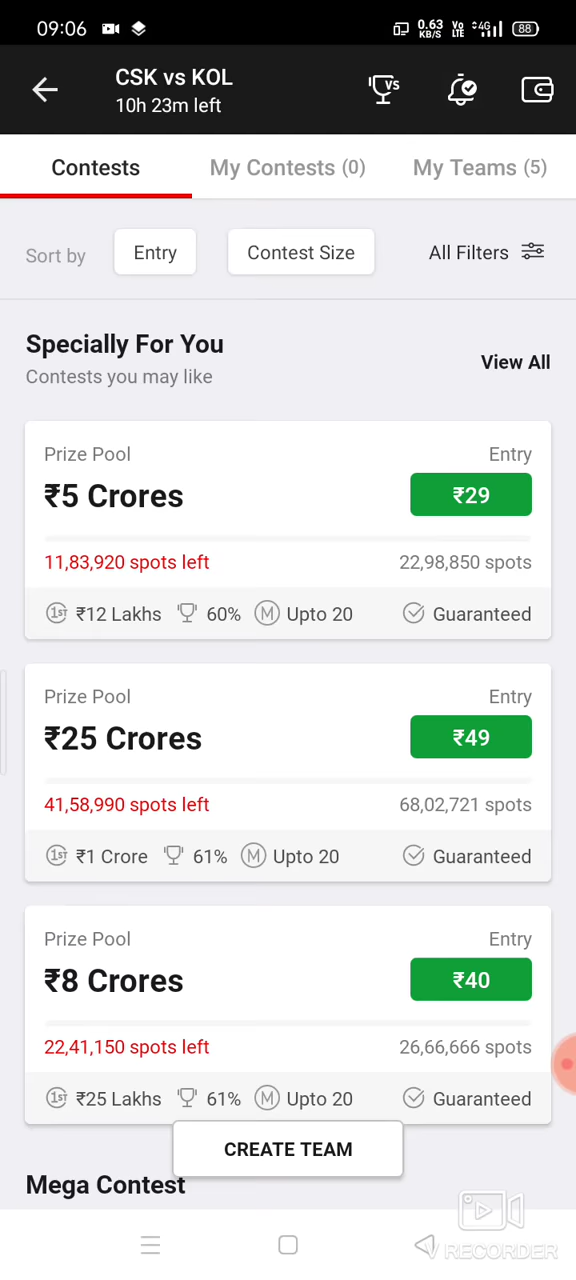 09:06
0.63 KB/S Vo LTE 4G 88
CSK vs KOL
10h 23m left
VS
Contests My Contests (0) My Teams (5)
Sort by Entry Contest Size All Filters
Specially For You
Contests you may like
View All
Prize Pool Entry
₹5 Crores ₹29
11,83,920 spots left 22,98,850 spots
1ST ₹12 Lakhs 60% M Upto 20 Guaranteed
Prize Pool Entry
₹25 Crores ₹49
41,58,990 spots left 68,02,721 spots
1ST ₹1 Crore 61% M Upto 20 Guaranteed
Prize Pool Entry
₹8 Crores ₹40
22,41,150 spots left 26,66,666 spots
1ST ₹25 Lakhs 61% M Upto 20 Guaranteed
CREATE TEAM
Mega Contest
V RECORDER